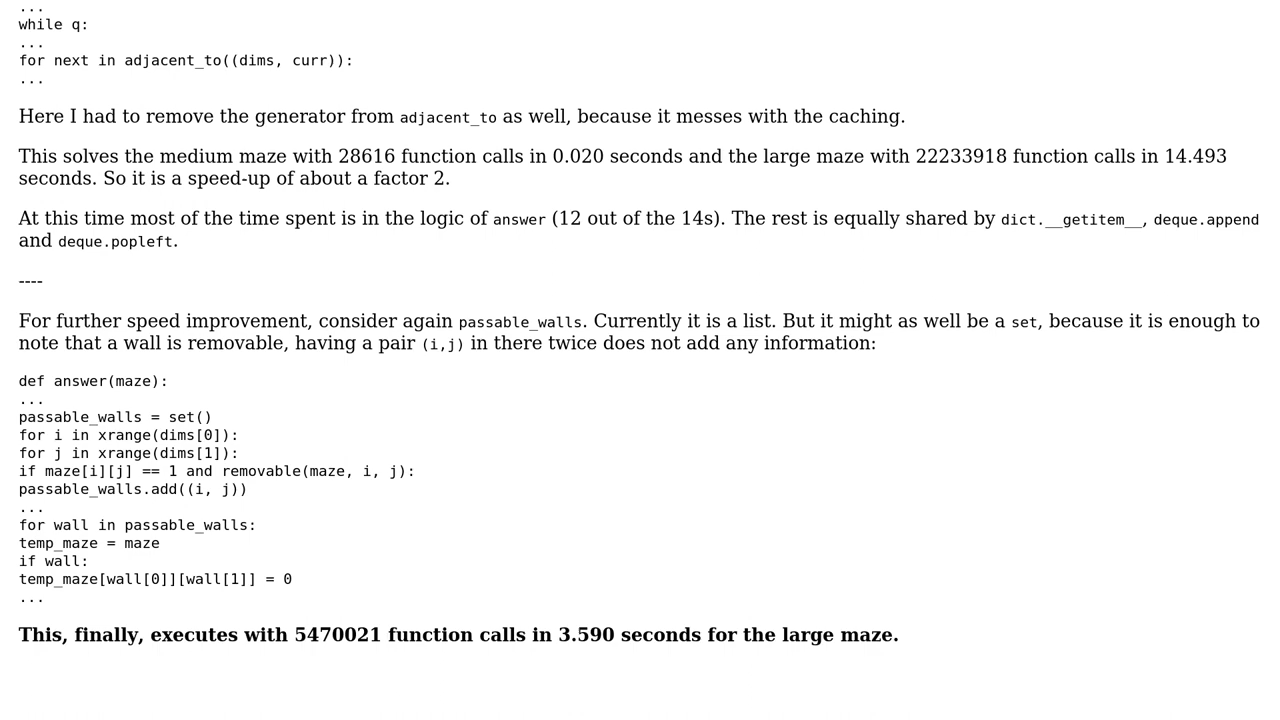 ...
while q:
...
for next in adjacent_to((dims, curr)):
...
Here I had to remove the generator from adjacent_to as well, because it messes with the caching.
This solves the medium maze with 28616 function calls in 0.020 seconds and the large maze with 22233918 function calls in 14.493
seconds. So it is a speed-up of about a factor 2.
At this time most of the time spent is in the logic of answer (12 out of the 14s). The rest is equally shared by dict.__getitem__, deque.append
and deque.popleft.
----
For further speed improvement, consider again passable_walls. Currently it is a list. But it might as well be a set, because it is enough to
note that a wall is removable, having a pair (i,j) in there twice does not add any information:
def answer(maze):
...
passable_walls = set()
for i in xrange(dims[0]):
for j in xrange(dims[1]):
if maze[i][j] == 1 and removable(maze, i, j):
passable_walls.add((i, j))
...
for wall in passable_walls:
temp_maze = maze
if wall:
temp_maze[wall[0]][wall[1]] = 0
...
This, finally, executes with 5470021 function calls in 3.590 seconds for the large maze.